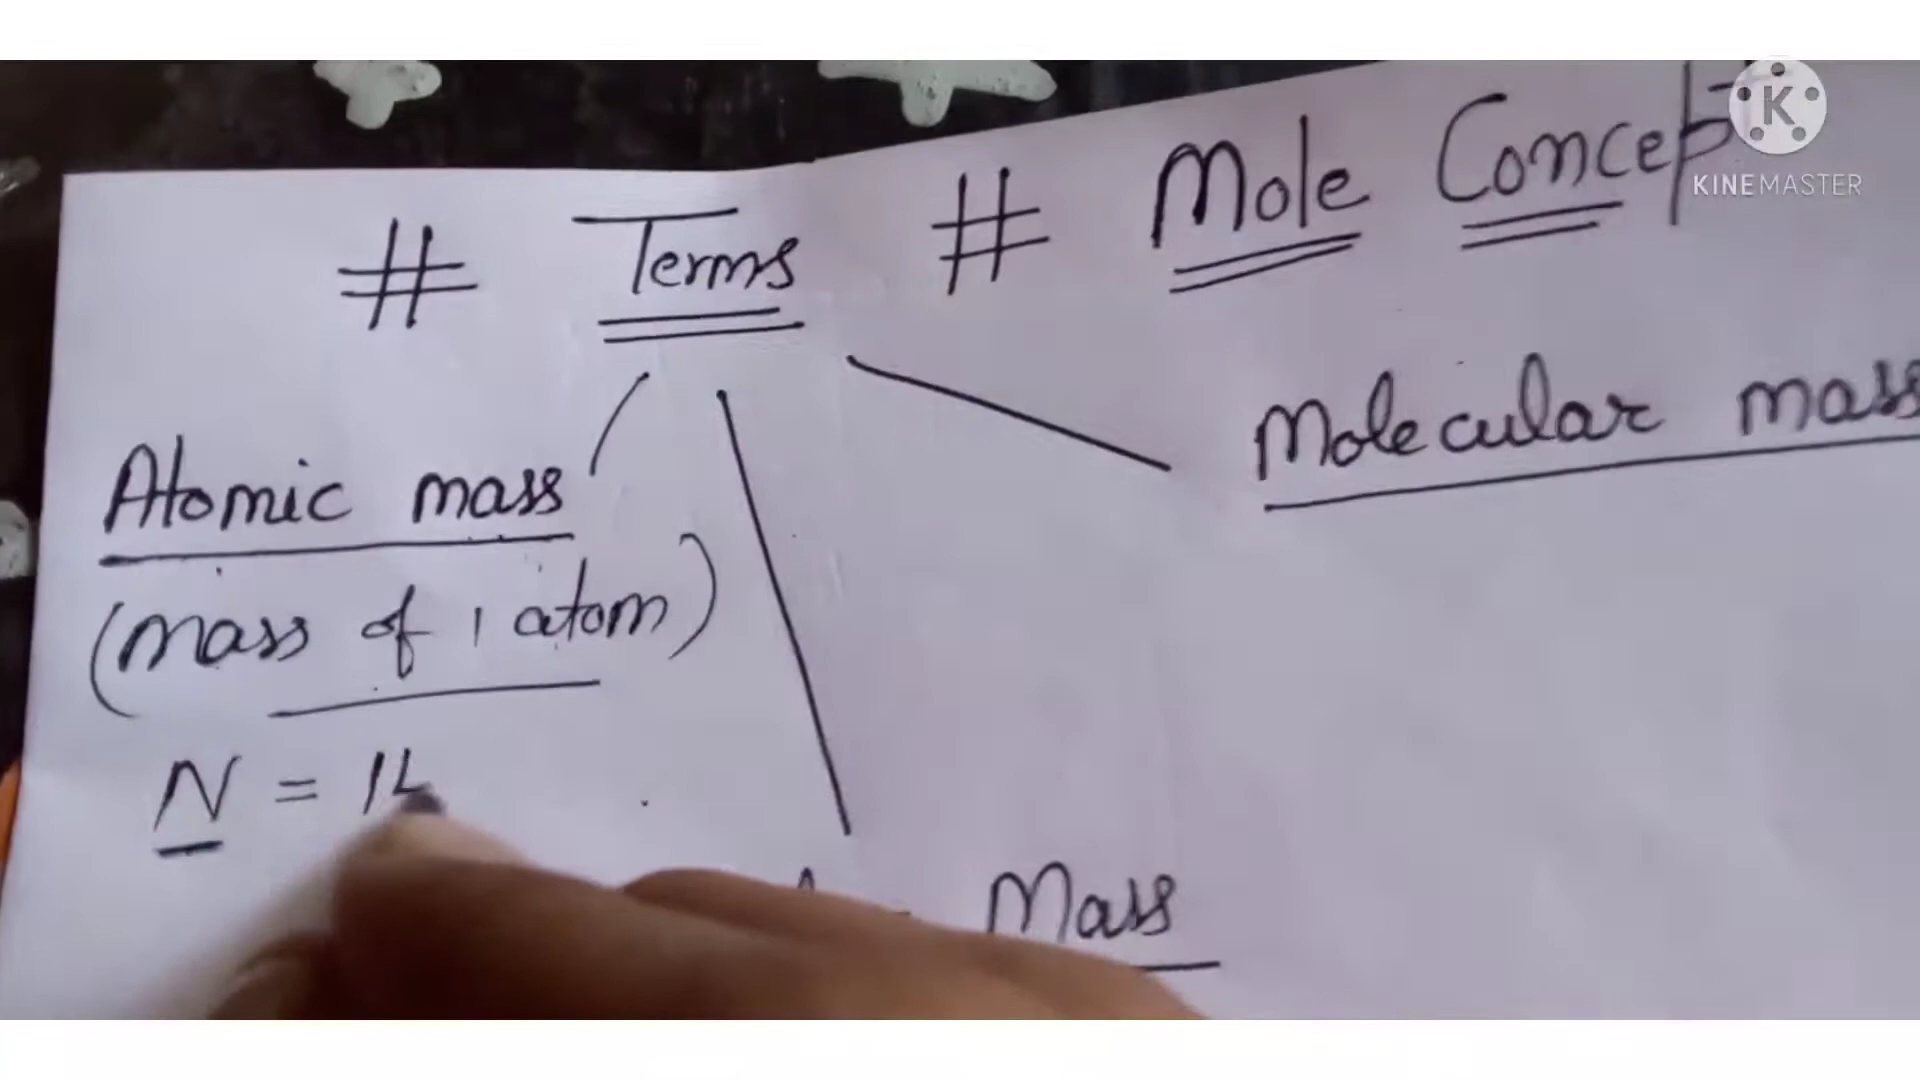 # Terms # Mole Concept
KINEMASTER
Molecular mass
Atomic mass
(mass of 1 atom)
N = 14
Mass